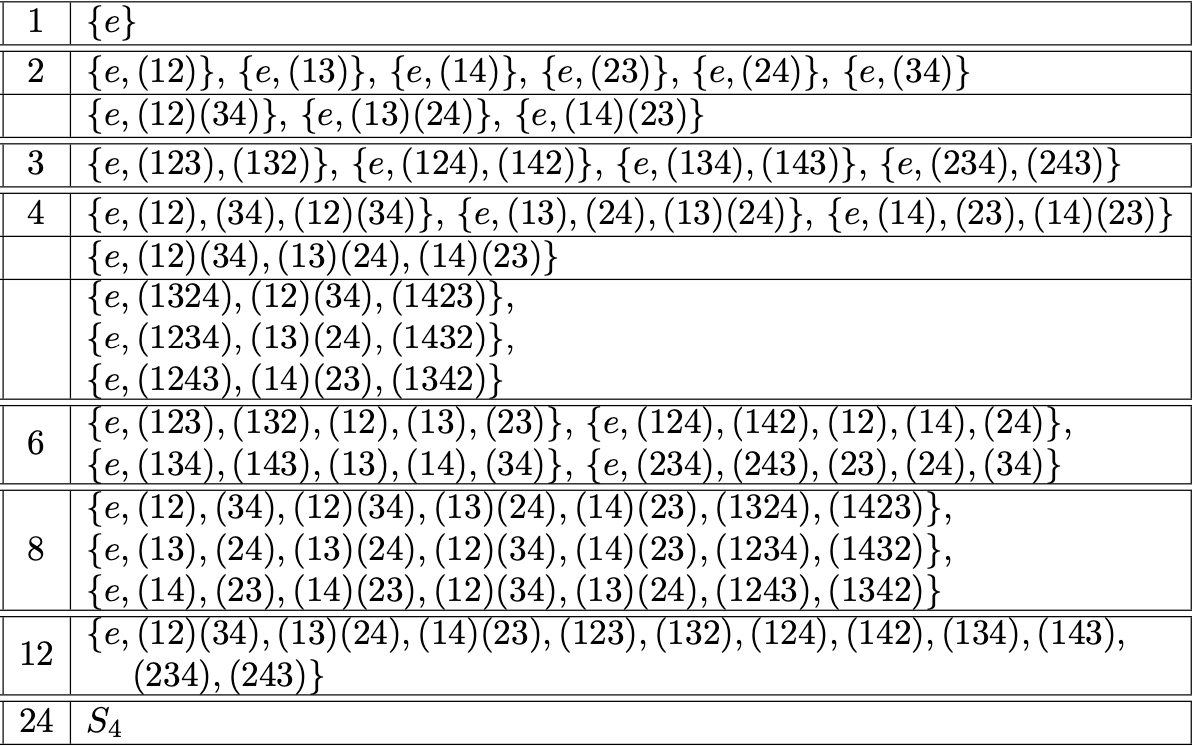 1 {e}
2 {e, (12)}, {e, (13)}, {e, (14)}, {e, (23)}, {e, (24)}, {e, (34)}
{e, (12)(34)}, {e, (13)(24)}, {e, (14)(23)}
3 {e, (123), (132)}, {e, (124), (142)}, {e, (134), (143)}, {e, (234), (243)}
4 {e, (12), (34), (12)(34)}, {e, (13), (24), (13)(24)}, {e, (14), (23), (14)(23)}
{e, (12)(34), (13)(24), (14)(23)}
{e, (1324), (12)(34), (1423)},
{e, (1234), (13)(24), (1432)},
{e, (1243), (14)(23), (1342)}
6 {e, (123), (132), (12), (13), (23)}, {e, (124), (142), (12), (14), (24)},
{e, (134), (143), (13), (14), (34)}, {e, (234), (243), (23), (24), (34)}
{e, (12), (34), (12)(34), (13)(24), (14)(23), (1324), (1423)},
8 {e, (13), (24), (13)(24), (12)(34), (14)(23), (1234), (1432)},
{e, (14), (23), (14)(23), (12)(34), (13)(24), (1243), (1342)}
12 {e, (12)(34), (13)(24), (14)(23), (123), (132), (124), (142), (134), (143),
(234), (243)}
24 S₄